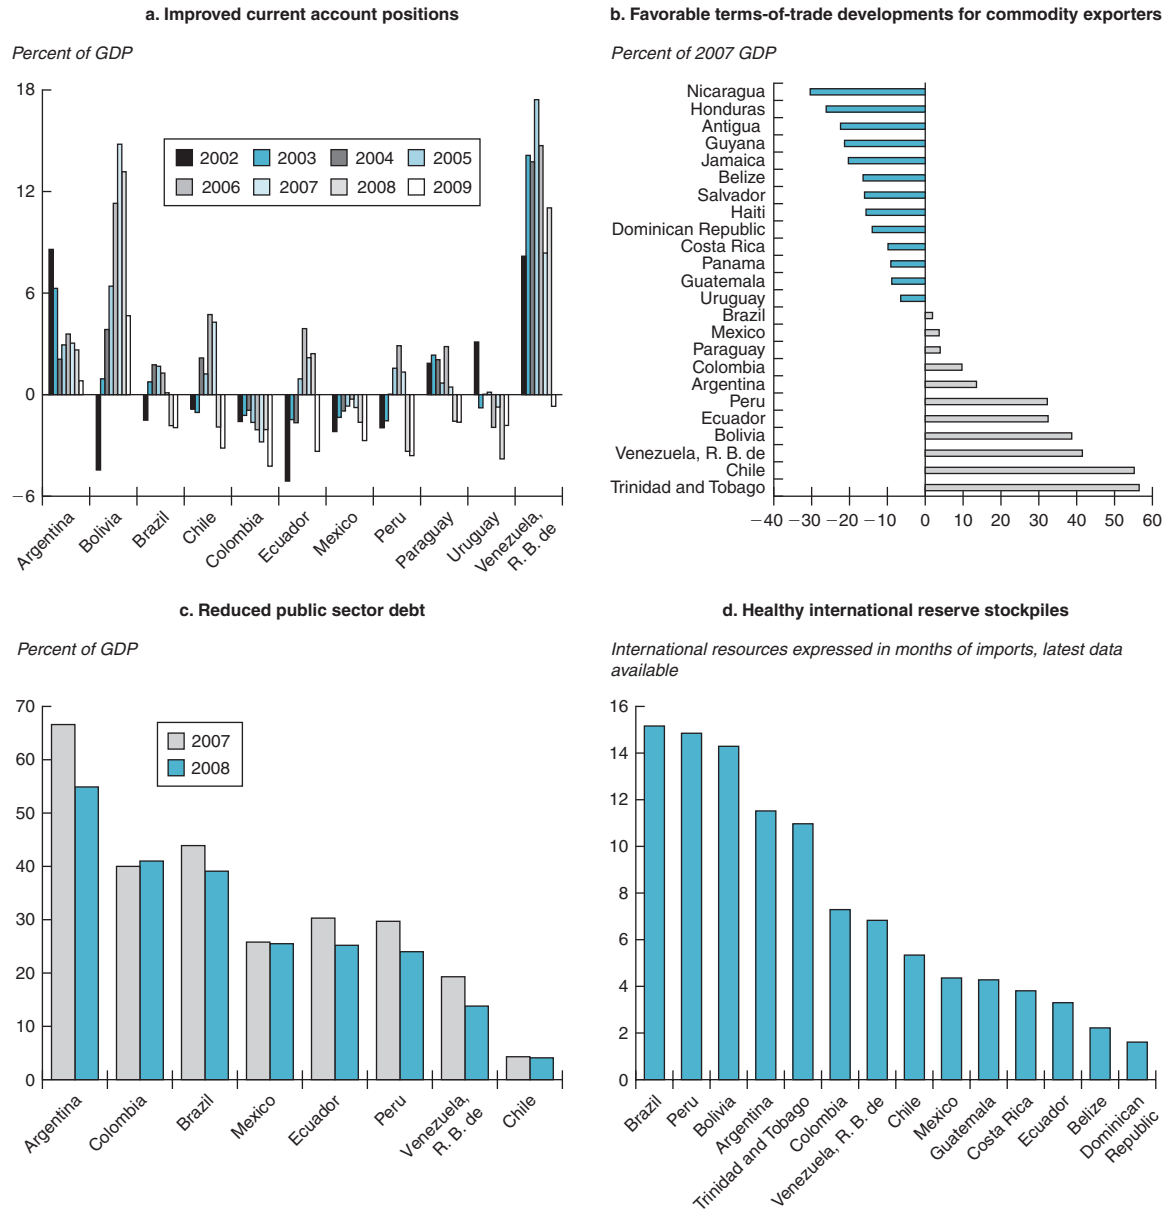 a. Improved current account positions
Percent of GDP
18
12
6
0
−6
2002 2003 2004 2005
2006 2007 2008 2009
Argentina
Bolivia
Brazil
Chile
Colombia
Ecuador
Mexico
Peru
Paraguay
Uruguay
Venezuela,
R. B. de
b. Favorable terms-of-trade developments for commodity exporters
Percent of 2007 GDP
Nicaragua
Honduras
Antigua
Guyana
Jamaica
Belize
Salvador
Haiti
Dominican Republic
Costa Rica
Panama
Guatemala
Uruguay
Brazil
Mexico
Paraguay
Colombia
Argentina
Peru
Ecuador
Bolivia
Venezuela, R. B. de
Chile
Trinidad and Tobago
−40 −30 −20 −10 0 10 20 30 40 50 60
c. Reduced public sector debt
Percent of GDP
70
60
50
40
30
20
10
0
2007
2008
Argentina
Colombia
Brazil
Mexico
Ecuador
Peru
Venezuela,
R. B. de
Chile
d. Healthy international reserve stockpiles
International resources expressed in months of imports, latest data
available
16
14
12
10
8
6
4
2
0
Brazil
Peru
Bolivia
Argentina
Trinidad and Tobago
Colombia
Venezuela, R. B. de
Chile
Mexico
Guatemala
Costa Rica
Ecuador
Belize
Dominican
Republic